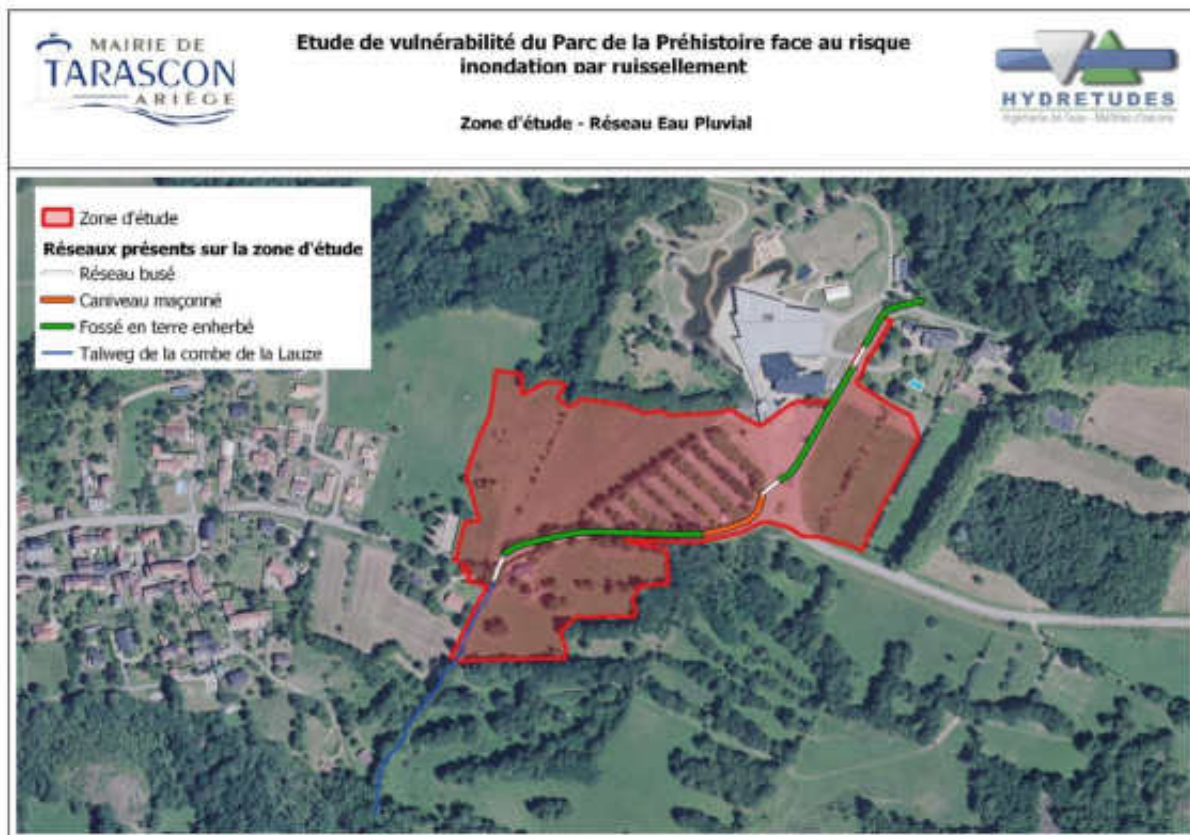 MAIRIE DE
TARASCON
ARIÈGE
Etude de vulnérabilité du Parc de la Préhistoire face au risque
inondation par ruissellement
Zone d'étude - Réseau Eau Pluvial
HYDRETUDES
Zone d'étude
Réseaux présents sur la zone d'étude
Réseau busé
Caniveau maçonné
Fossé en terre enherbé
Talweg de la combe de la Lauze